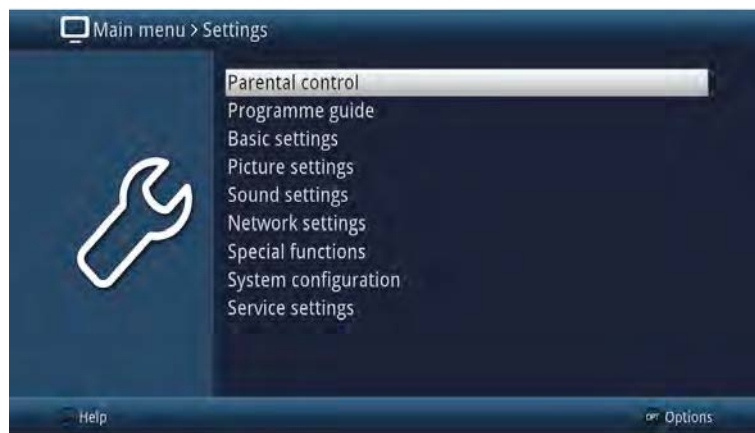 Main menu > Settings
Parental control
Programme guide
Basic settings
Picture settings
Sound settings
Network settings
Special functions
System configuration
Service settings
Help
OPT Options